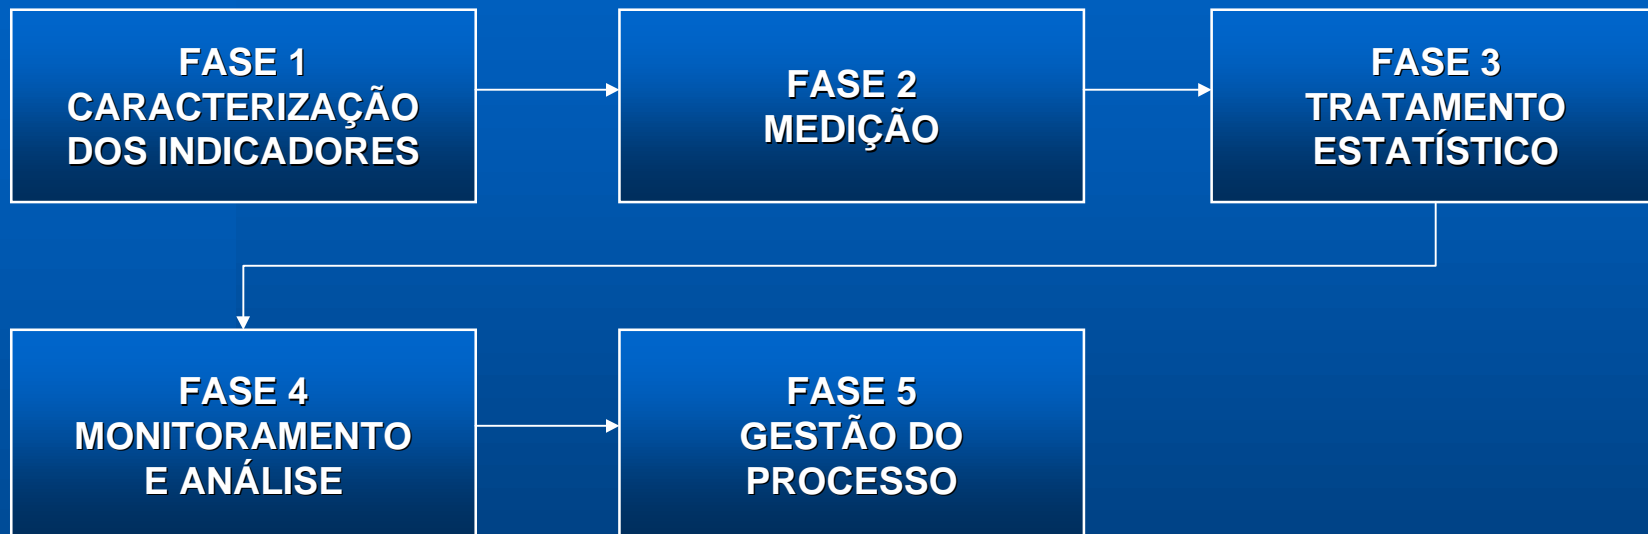 FASE 1
CARACTERIZAÇÃO
DOS INDICADORES
FASE 2
MEDIÇÃO
FASE 3
TRATAMENTO
ESTATÍSTICO
FASE 4
MONITORAMENTO
E ANÁLISE
FASE 5
GESTÃO DO
PROCESSO